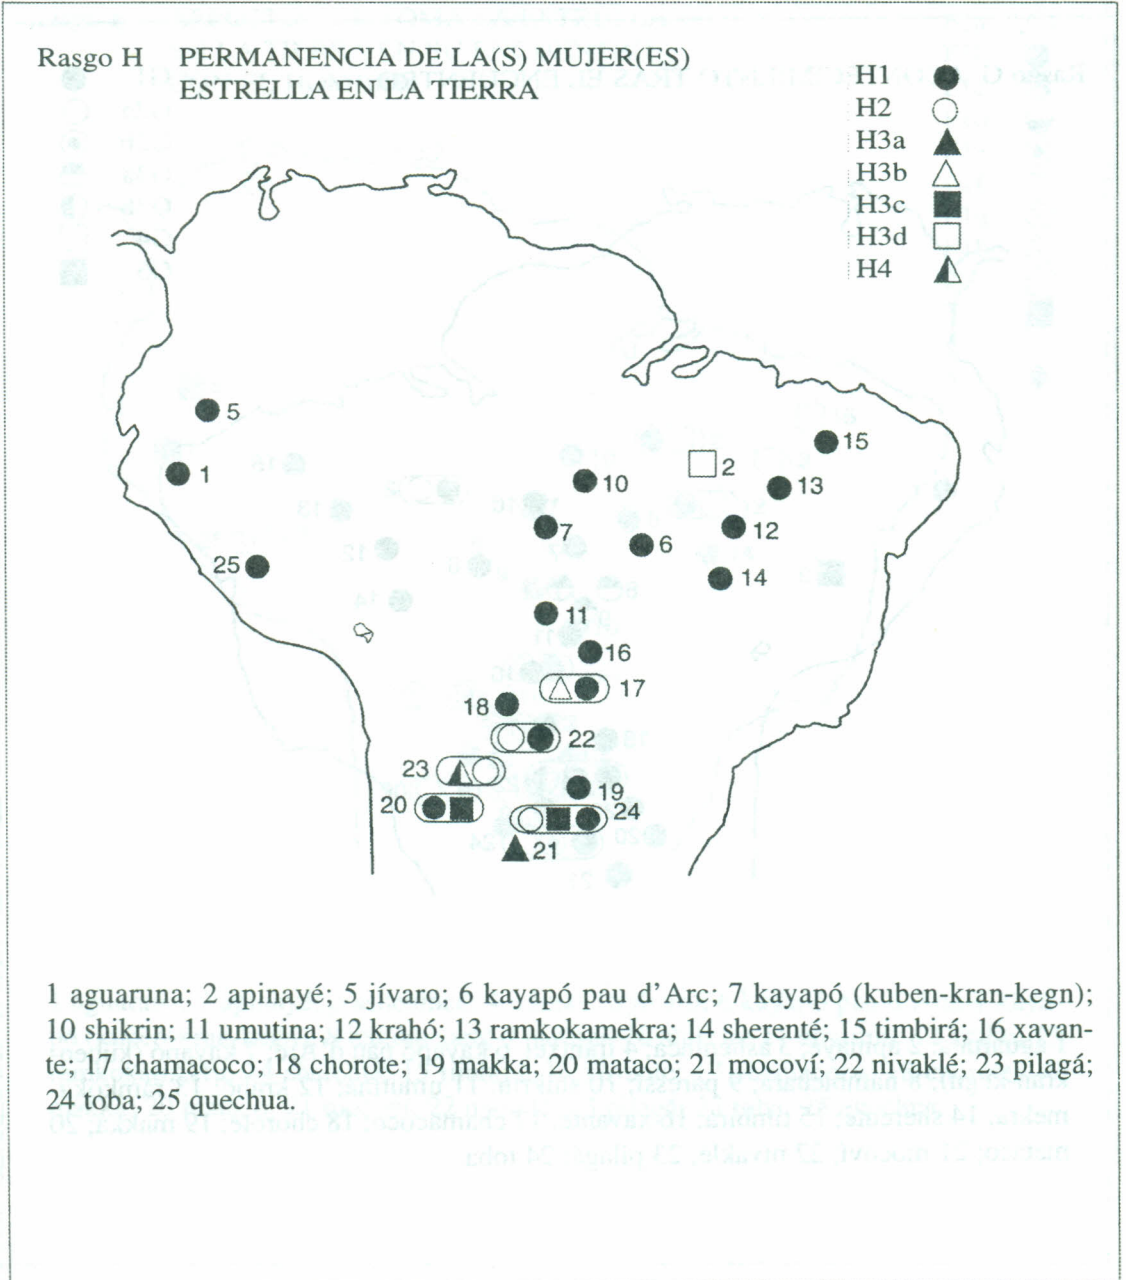 Rasgo H PERMANENCIA DE LA(S) MUJER(ES)
ESTRELLA EN LA TIERRA
H1
H2
H3a
H3b
H3c
H3d
H4
5
15
2
1
10
13
7
12
6
25
14
11
16
17
18
22
23
19
20
24
21
1 aguaruna; 2 apinayé; 5 jívaro; 6 kayapó pau d'Arc; 7 kayapó (kuben-kran-kegn);
10 shikrin; 11 umutina; 12 krahó; 13 ramkokamekra; 14 sherenté; 15 timbirá; 16 xavan-
te; 17 chamacoco; 18 chorote; 19 makka; 20 mataco; 21 mocoví; 22 nivaklé; 23 pilagá;
24 toba; 25 quechua.